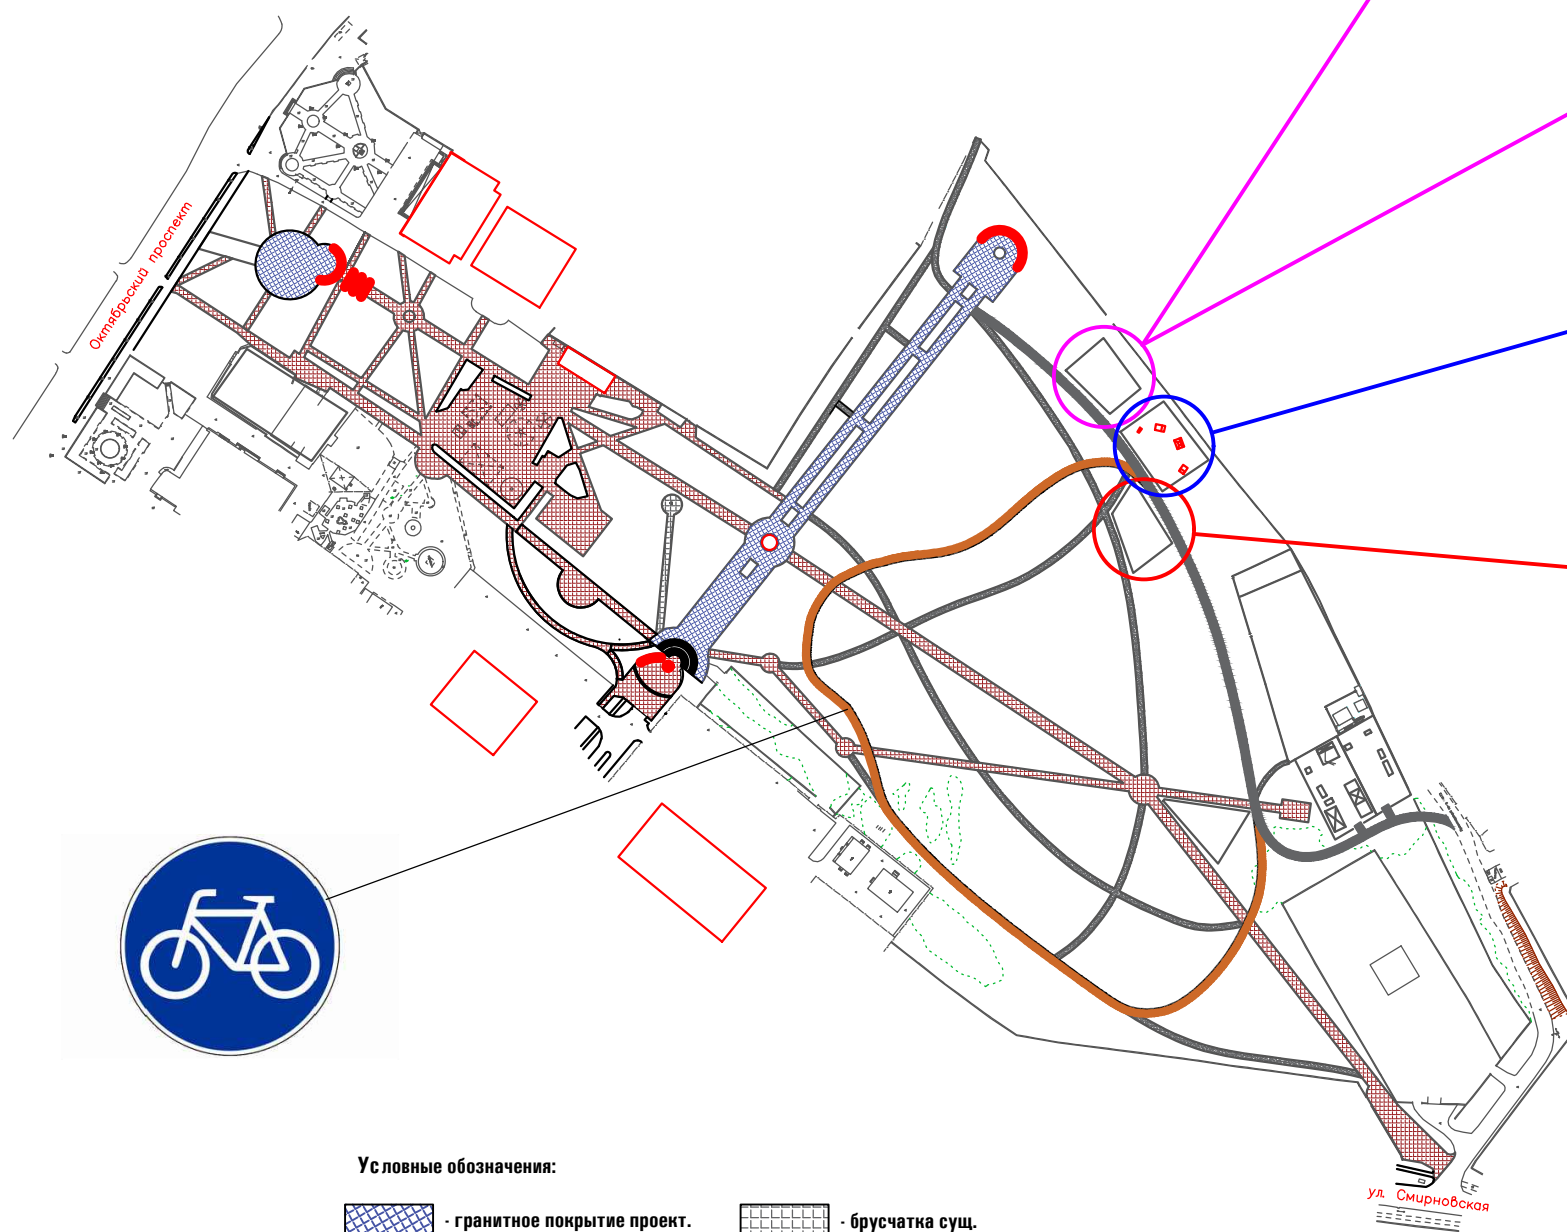 Октябрьский проспект
Условные обозначения:
- гранитное покрытие проект.
- брусчатка сущ.
ул. Смирновская